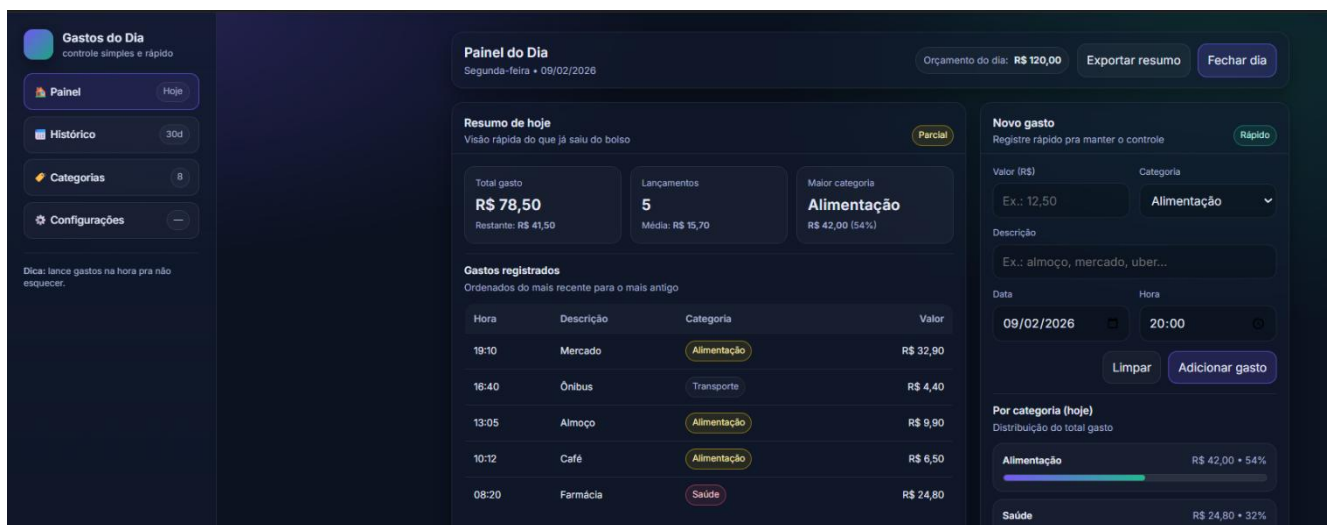 Gastos do Dia
controle simples e rápido
Painel Hoje
Histórico 30d
Categorias 8
Configurações —
Dica: lance gastos na hora pra não
esquecer.
Painel do Dia
Segunda-feira • 09/02/2026
Orçamento do dia: R$ 120,00
Exportar resumo
Fechar dia
Resumo de hoje
Visão rápida do que já saiu do bolso
Parcial
Total gasto
R$ 78,50
Restante: R$ 41,50
Lançamentos
5
Média: R$ 15,70
Maior categoria
Alimentação
R$ 42,00 (54%)
Gastos registrados
Ordenados do mais recente para o mais antigo
Hora Descrição Categoria Valor
19:10 Mercado Alimentação R$ 32,90
16:40 Ônibus Transporte R$ 4,40
13:05 Almoço Alimentação R$ 9,90
10:12 Café Alimentação R$ 6,50
08:20 Farmácia Saúde R$ 24,80
Novo gasto
Registre rápido pra manter o controle
Rápido
Valor (R$) Categoria
Ex.: 12,50 Alimentação
Descrição
Ex.: almoço, mercado, uber...
Data Hora
09/02/2026 20:00
Limpar Adicionar gasto
Por categoria (hoje)
Distribuição do total gasto
Alimentação R$ 42,00 • 54%
Saúde R$ 24,80 • 32%